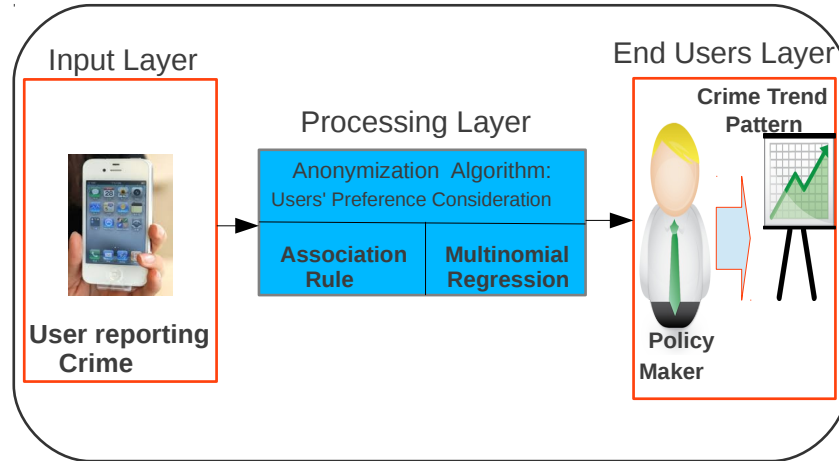 Input Layer
User reporting
Crime
Processing Layer
Anonymization Algorithm:
Users' Preference Consideration
Association
Rule
Multinomial
Regression
End Users Layer
Crime Trend
Pattern
Policy
Maker